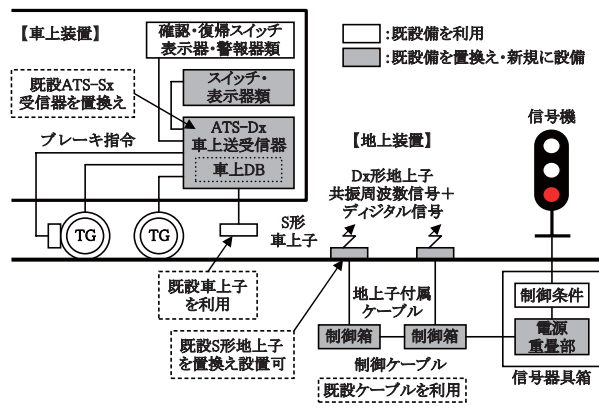 【車上装置】
確認・復帰スイッチ
表示器・警報器類
既設ATS-Sx
受信器を置換え
スイッチ・
表示器類
ATS-Dx
車上送受信器
車上DB
ブレーキ指令
TG
TG
S形
車上子
既設車上子
を利用
:既設備を利用
:既設備を置換え・新規に設備
【地上装置】
信号機
Dx形地上子
共振周波数信号＋
ディジタル信号
地上子付属
ケーブル
既設S形地上子
を置換え設置可
制御箱
制御箱
制御ケーブル
既設ケーブルを利用
制御条件
電源
重畳部
信号器具箱